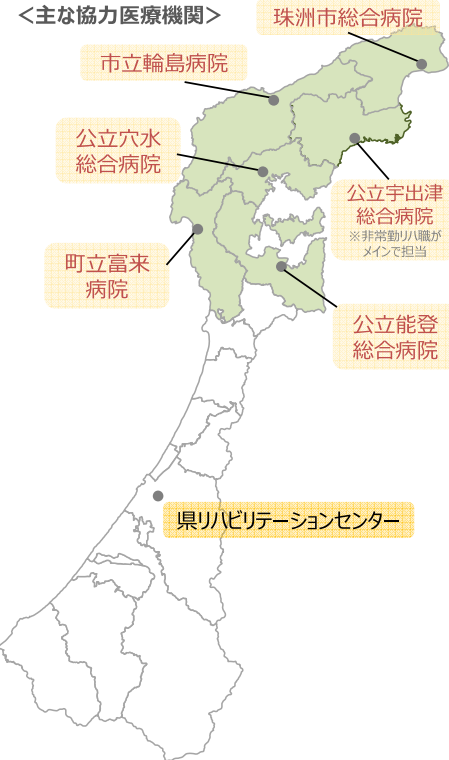 ＜主な協力医療機関＞
珠洲市総合病院
市立輪島病院
公立穴水
総合病院
公立宇出津
総合病院
※非常勤リハ職が
メインで担当
町立富来
病院
公立能登
総合病院
県リハビリテーションセンター